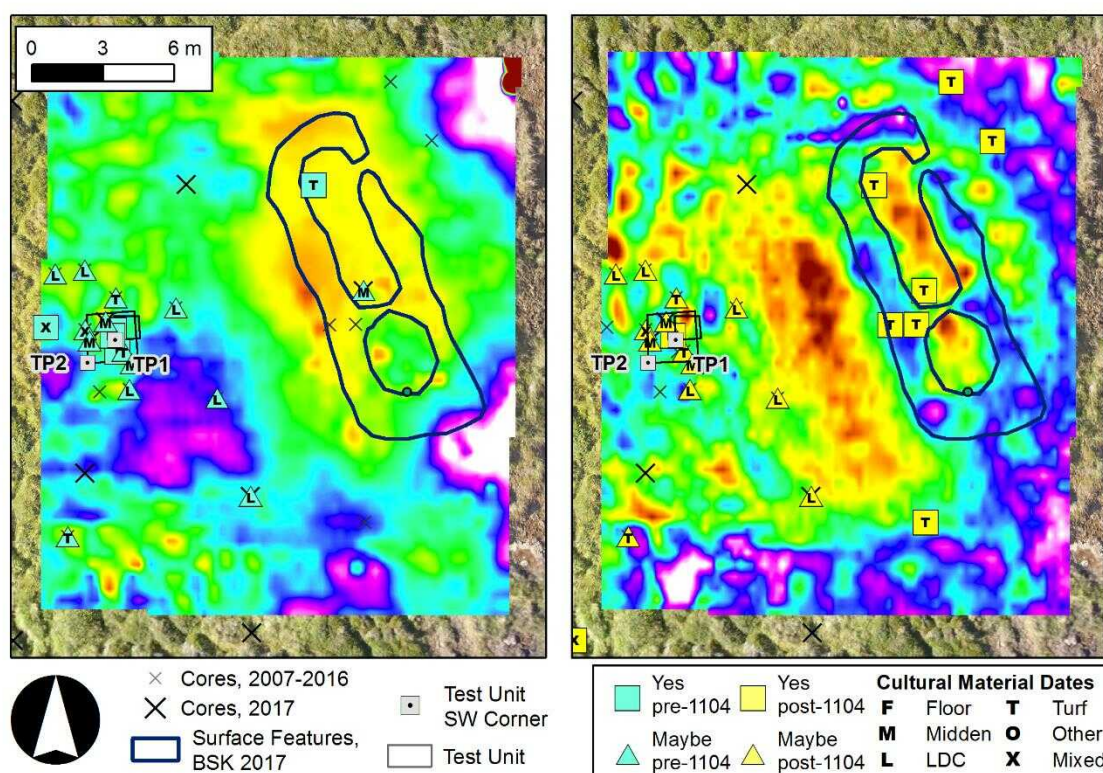 0 3 6 m
T
L L
T
L
M
M
X X
M
TP2 TP1
T
M
L
L
L
T
T
T
T
L L
T
T
L
M
T T
X
M
TP2 TP1
T
M
L
L
L
T
T
X
Cores, 2007-2016
Cores, 2017
Surface Features,
BSK 2017
Test Unit
SW Corner
Test Unit
Yes
pre-1104
Yes
post-1104
Maybe
pre-1104
Maybe
post-1104
Cultural Material Dates
F Floor T Turf
M Midden O Other
L LDC X Mixed